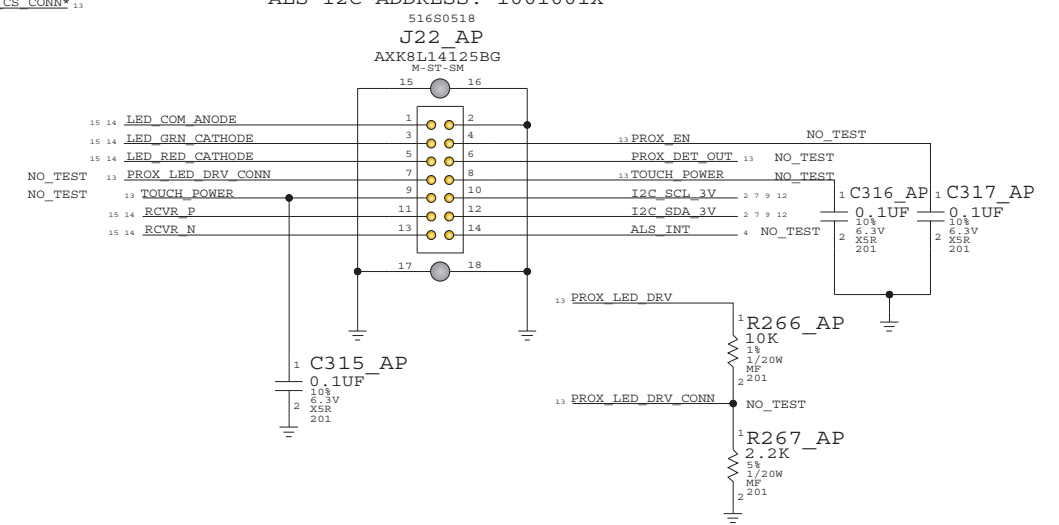 CS_CONN* 13
ALS I2C ADDRESS: 1001001X
516S0518
J22_AP
AXK8L14125BG
M-ST-SM
15 16
15 14 LED_COM_ANODE 1 2
15 14 LED_GRN_CATHODE 3 4 13 PROX_EN NO_TEST
15 14 LED_RED_CATHODE 5 6 PROX_DET_OUT 13 NO_TEST
NO_TEST 13 PROX_LED_DRV_CONN 7 8 13 TOUCH_POWER NO_TEST
NO_TEST 13 TOUCH_POWER 9 10 I2C_SCL_3V 2 7 9 12
15 14 RCVR_P 11 12 I2C_SDA_3V 2 7 9 12
15 14 RCVR_N 13 14 ALS_INT 4 NO_TEST
17 18
1 C316_AP
0.1UF
10%
6.3V
2 X5R
201
1 C317_AP
0.1UF
10%
6.3V
2 X5R
201
13 PROX_LED_DRV
1 R266_AP
10K
1%
1/20W
MF
2 201
1 C315_AP
0.1UF
10%
6.3V
2 X5R
201
13 PROX_LED_DRV_CONN NO_TEST
1 R267_AP
2.2K
5%
1/20W
MF
2 201